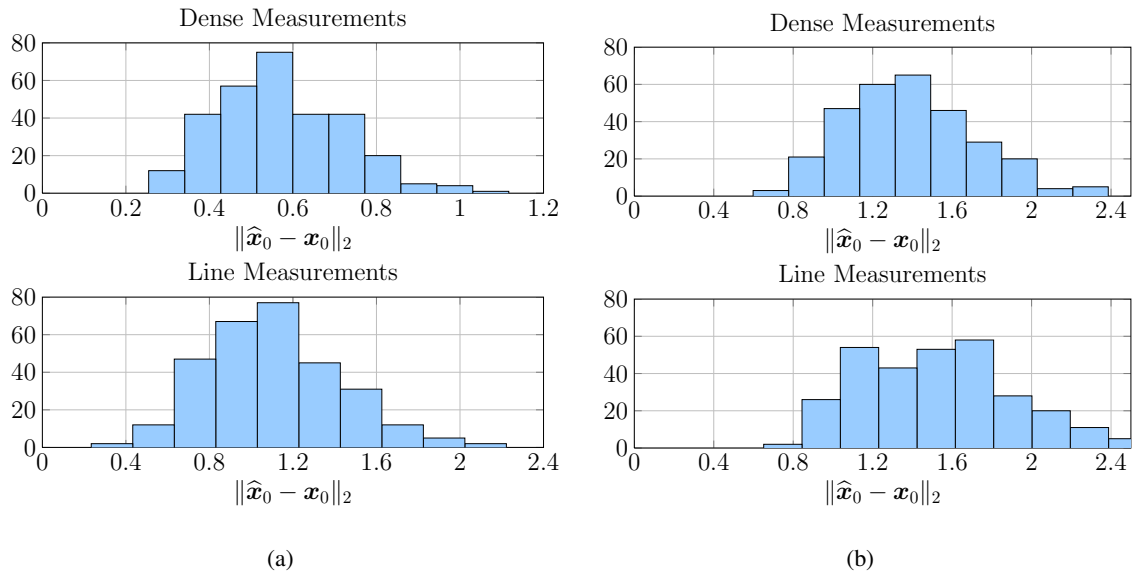 Dense Measurements
80
60
40
20
0
0 0.2 0.4 0.6 0.8 1 1.2
‖x̂₀ − x₀‖₂
Line Measurements
80
60
40
20
0
0 0.4 0.8 1.2 1.6 2 2.4
‖x̂₀ − x₀‖₂
(a)
Dense Measurements
80
60
40
20
0
0 0.4 0.8 1.2 1.6 2 2.4
‖x̂₀ − x₀‖₂
Line Measurements
80
60
40
20
0
0 0.4 0.8 1.2 1.6 2 2.4
‖x̂₀ − x₀‖₂
(b)